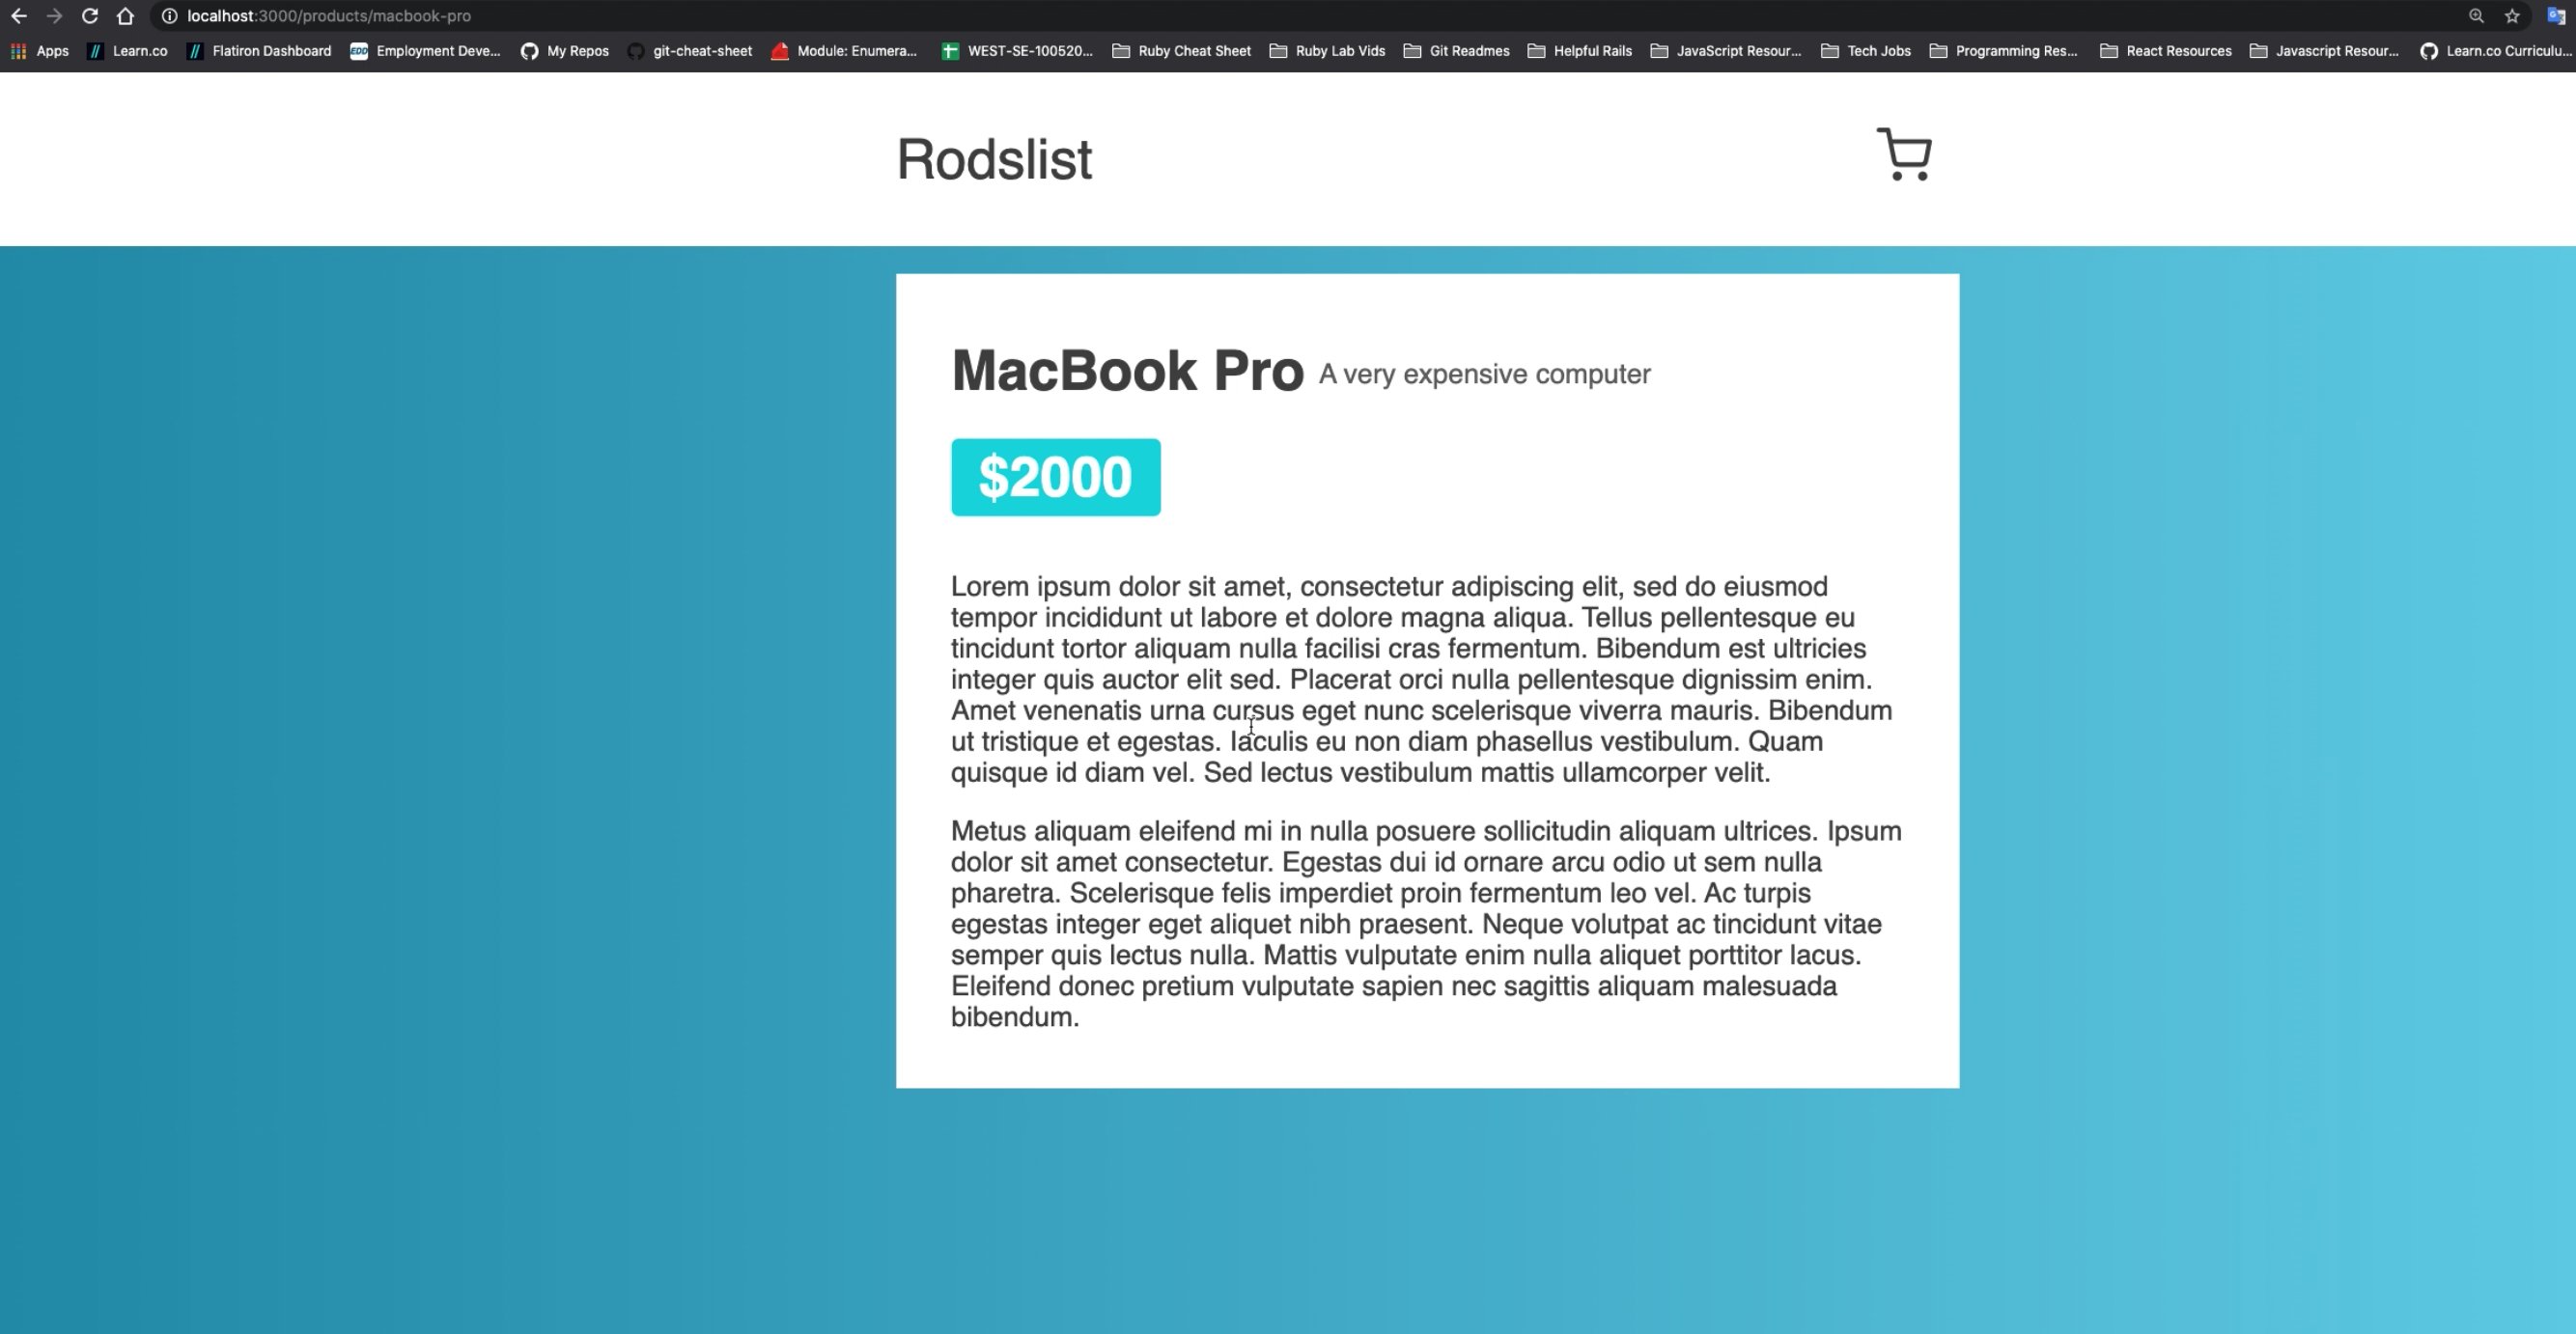 localhost:3000/products/macbook-pro
Apps Learn.co Flatiron Dashboard EDD Employment Deve... My Repos git-cheat-sheet Module: Enumera... WEST-SE-100520... Ruby Cheat Sheet Ruby Lab Vids Git Readmes Helpful Rails JavaScript Resour... Tech Jobs Programming Res... React Resources Javascript Resour... Learn.co Curriculu...
Rodslist
MacBook Pro A very expensive computer
$2000
Lorem ipsum dolor sit amet, consectetur adipiscing elit, sed do eiusmod
tempor incididunt ut labore et dolore magna aliqua. Tellus pellentesque eu
tincidunt tortor aliquam nulla facilisi cras fermentum. Bibendum est ultricies
integer quis auctor elit sed. Placerat orci nulla pellentesque dignissim enim.
Amet venenatis urna cursus eget nunc scelerisque viverra mauris. Bibendum
ut tristique et egestas. Iaculis eu non diam phasellus vestibulum. Quam
quisque id diam vel. Sed lectus vestibulum mattis ullamcorper velit.
Metus aliquam eleifend mi in nulla posuere sollicitudin aliquam ultrices. Ipsum
dolor sit amet consectetur. Egestas dui id ornare arcu odio ut sem nulla
pharetra. Scelerisque felis imperdiet proin fermentum leo vel. Ac turpis
egestas integer eget aliquet nibh praesent. Neque volutpat ac tincidunt vitae
semper quis lectus nulla. Mattis vulputate enim nulla aliquet porttitor lacus.
Eleifend donec pretium vulputate sapien nec sagittis aliquam malesuada
bibendum.